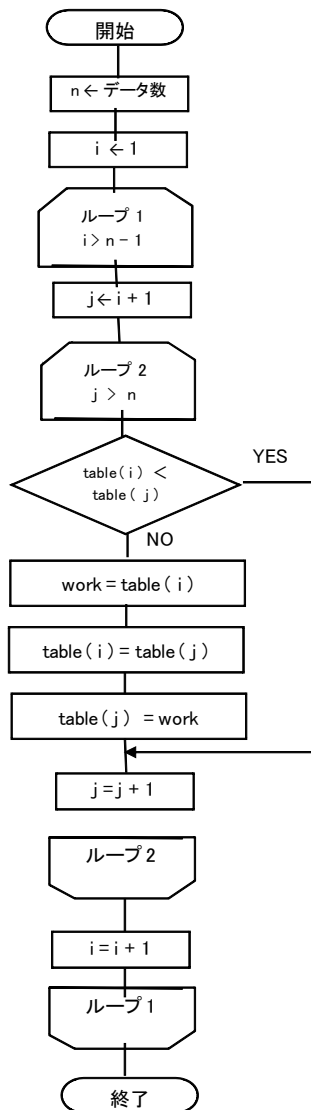 開始
n ← データ数
i ← 1
ループ 1
i > n - 1
j ← i + 1
ループ 2
j > n
table ( i ) <
table ( j )
YES
NO
work = table ( i )
table ( i ) = table ( j )
table ( j ) = work
j = j + 1
ループ 2
i = i + 1
ループ 1
終了